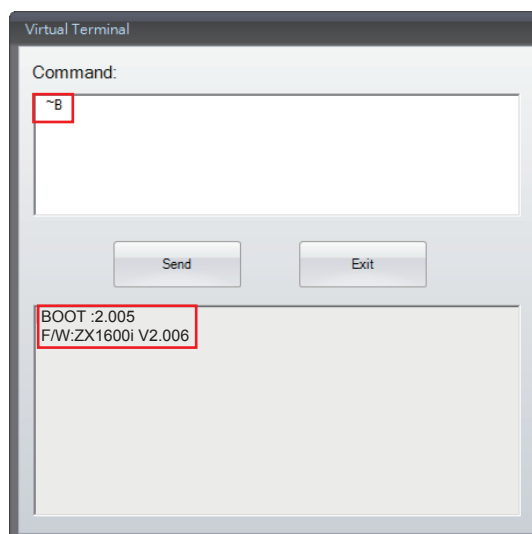 Virtual Terminal
Command:
~B
Send
Exit
BOOT :2.005
F/W:ZX1600i V2.006